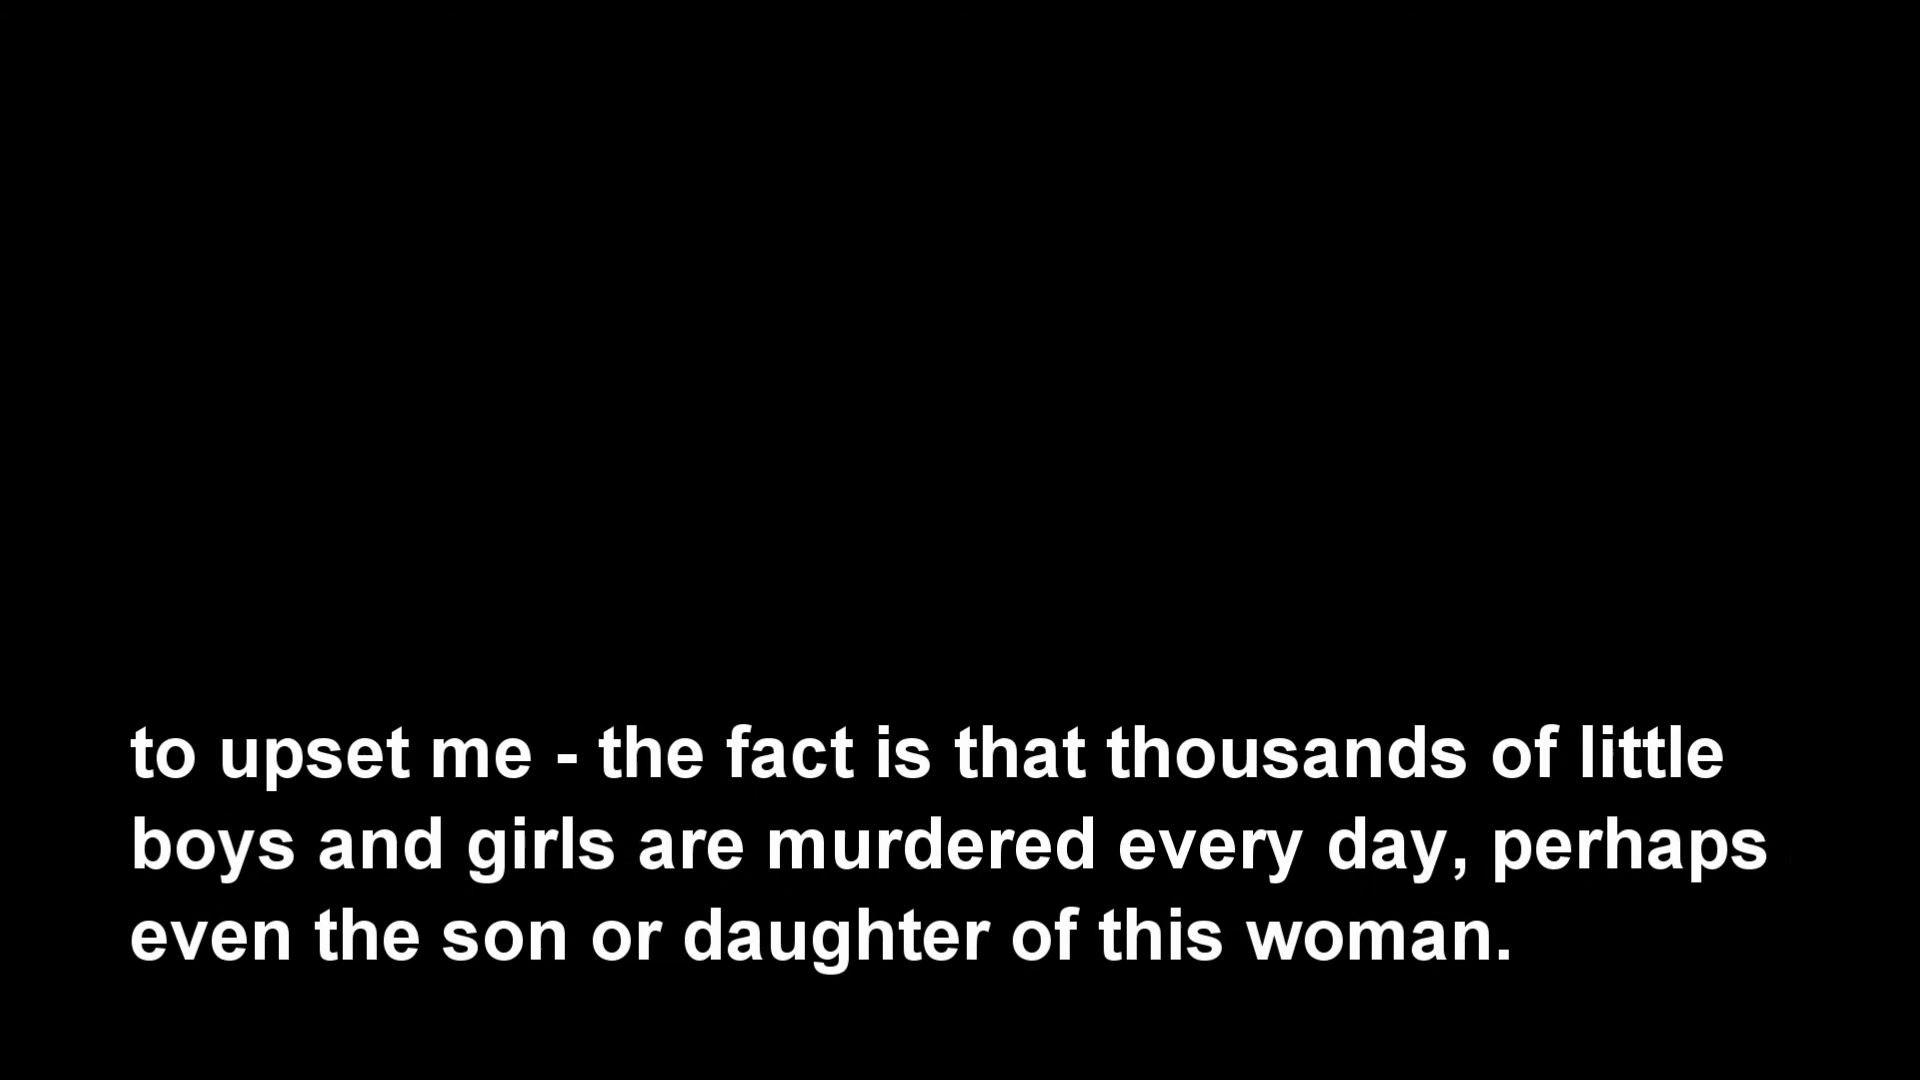 to upset me - the fact is that thousands of little
boys and girls are murdered every day, perhaps
even the son or daughter of this woman.